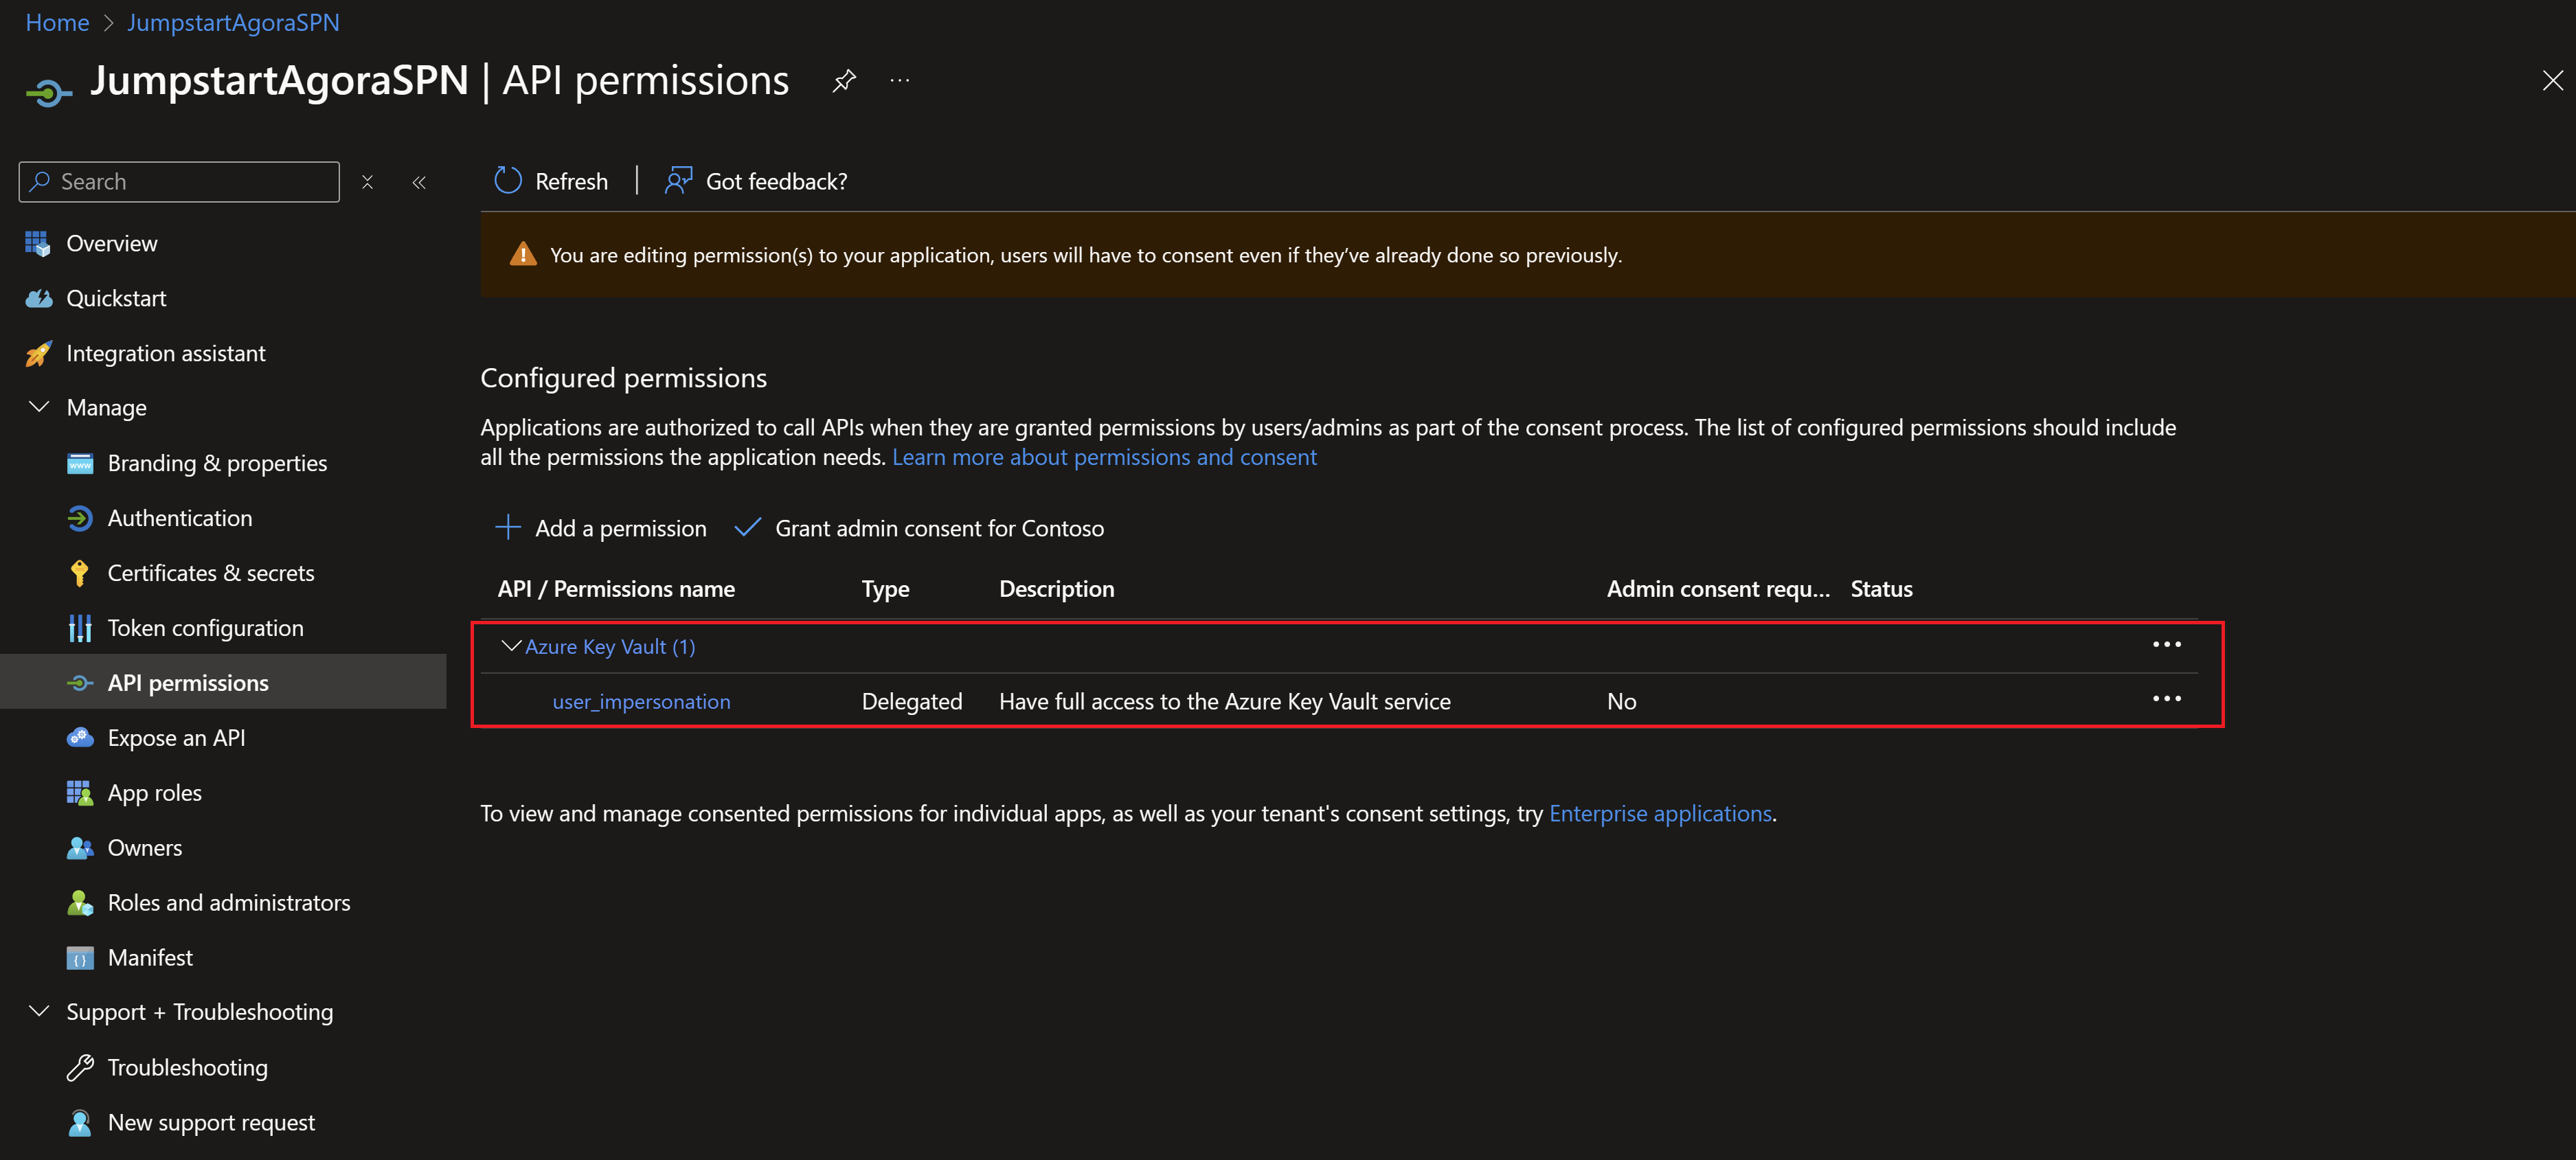 Home > JumpstartAgoraSPN
JumpstartAgoraSPN | API permissions
Search
Refresh | Got feedback?
You are editing permission(s) to your application, users will have to consent even if they've already done so previously.
Overview
Quickstart
Integration assistant
Manage
Branding & properties
Authentication
Certificates & secrets
Token configuration
API permissions
Expose an API
App roles
Owners
Roles and administrators
Manifest
Support + Troubleshooting
Troubleshooting
New support request
Configured permissions
Applications are authorized to call APIs when they are granted permissions by users/admins as part of the consent process. The list of configured permissions should include
all the permissions the application needs. Learn more about permissions and consent
Add a permission Grant admin consent for Contoso
API / Permissions name Type Description Admin consent requ... Status
Azure Key Vault (1)
user_impersonation Delegated Have full access to the Azure Key Vault service No
To view and manage consented permissions for individual apps, as well as your tenant's consent settings, try Enterprise applications.